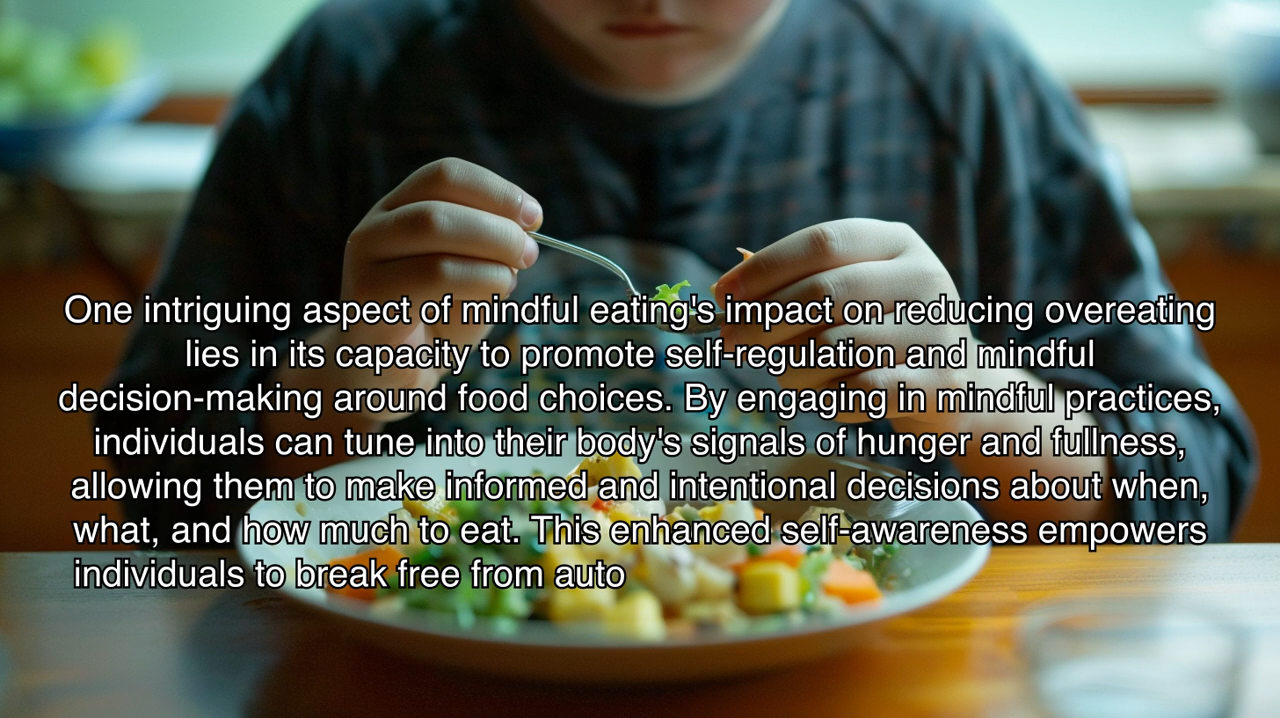 One intriguing aspect of mindful eating's impact on reducing overeating
lies in its capacity to promote self-regulation and mindful
decision-making around food choices. By engaging in mindful practices,
individuals can tune into their body's signals of hunger and fullness,
allowing them to make informed and intentional decisions about when,
what, and how much to eat. This enhanced self-awareness empowers
individuals to break free from auto